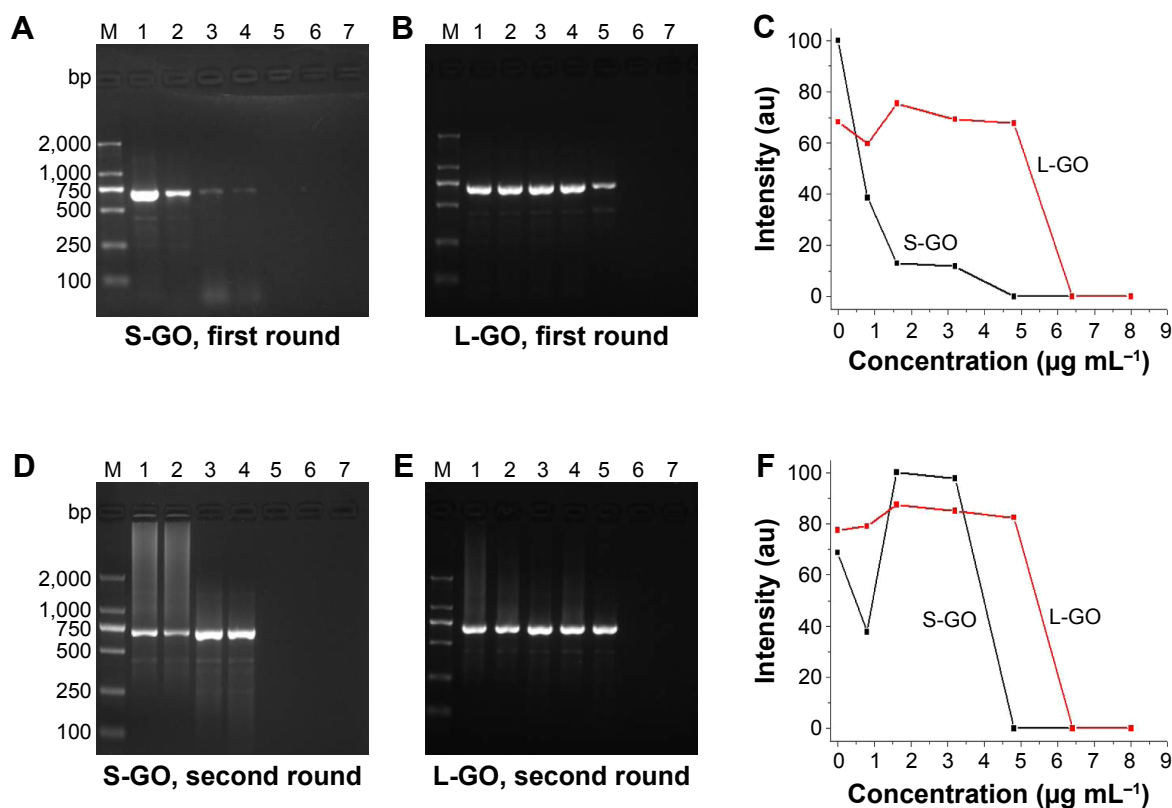 A
M 1 2 3 4 5 6 7
bp
2,000
1,000
750
500
250
100
S-GO, first round
B
M 1 2 3 4 5 6 7
L-GO, first round
C
100
80
60
40
20
0
Intensity (au)
L-GO
S-GO
0 1 2 3 4 5 6 7 8 9
Concentration (µg mL⁻¹)
D
M 1 2 3 4 5 6 7
bp
2,000
1,000
750
500
250
100
S-GO, second round
E
M 1 2 3 4 5 6 7
L-GO, second round
F
100
80
60
40
20
0
Intensity (au)
S-GO
L-GO
0 1 2 3 4 5 6 7 8 9
Concentration (µg mL⁻¹)